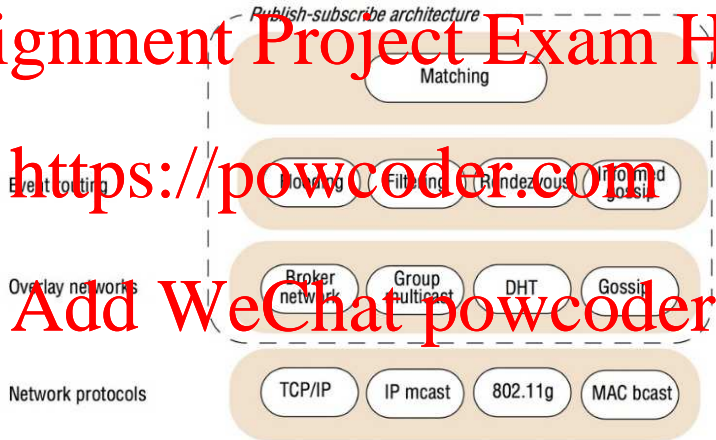 Publish-subscribe architecture
ignment Project Exam H
Matching
https://powcoder.com
Event routing
Flooding
Filtering
Rendezvous
Informed gossip
Overlay networks
Broker network
Group multicast
DHT
Gossip
Add WeChat powcoder
Network protocols
TCP/IP
IP mcast
802.11g
MAC bcast